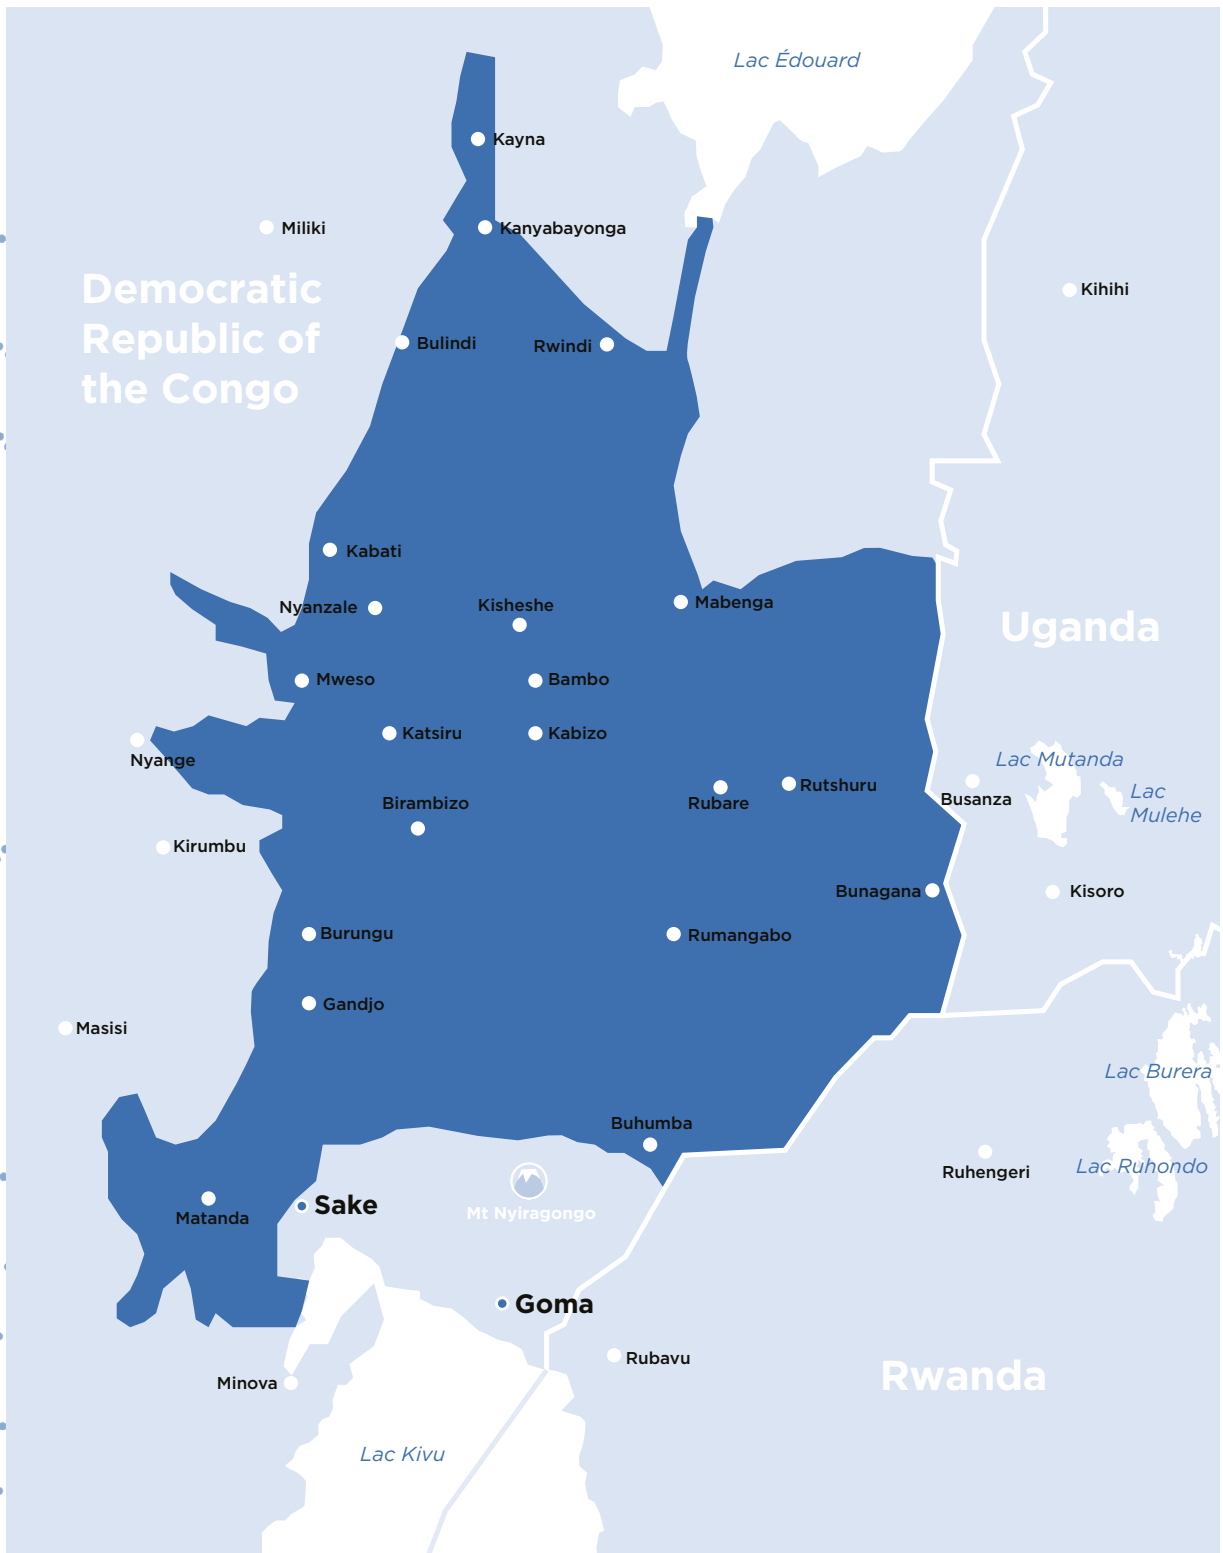 Lac Édouard
Kayna
Miliki
Kanyabayonga
Democratic
Republic of
the Congo
Kihihi
Bulindi
Rwindi
Kabati
Nyanzale
Kisheshe
Mabenga
Uganda
Mweso
Bambo
Katsiru
Kabizo
Nyange
Lac Mutanda
Lac
Mulehe
Birambizo
Rubare
Rutshuru
Busanza
Kirumbu
Bunagana
Kisoro
Burungu
Rumangabo
Gandjo
Masisi
Lac Burera
Buhumba
Lac Ruhondo
Ruhengeri
Matanda
Sake
Mt Nyiragongo
Goma
Rubavu
Rwanda
Minova
Lac Kivu